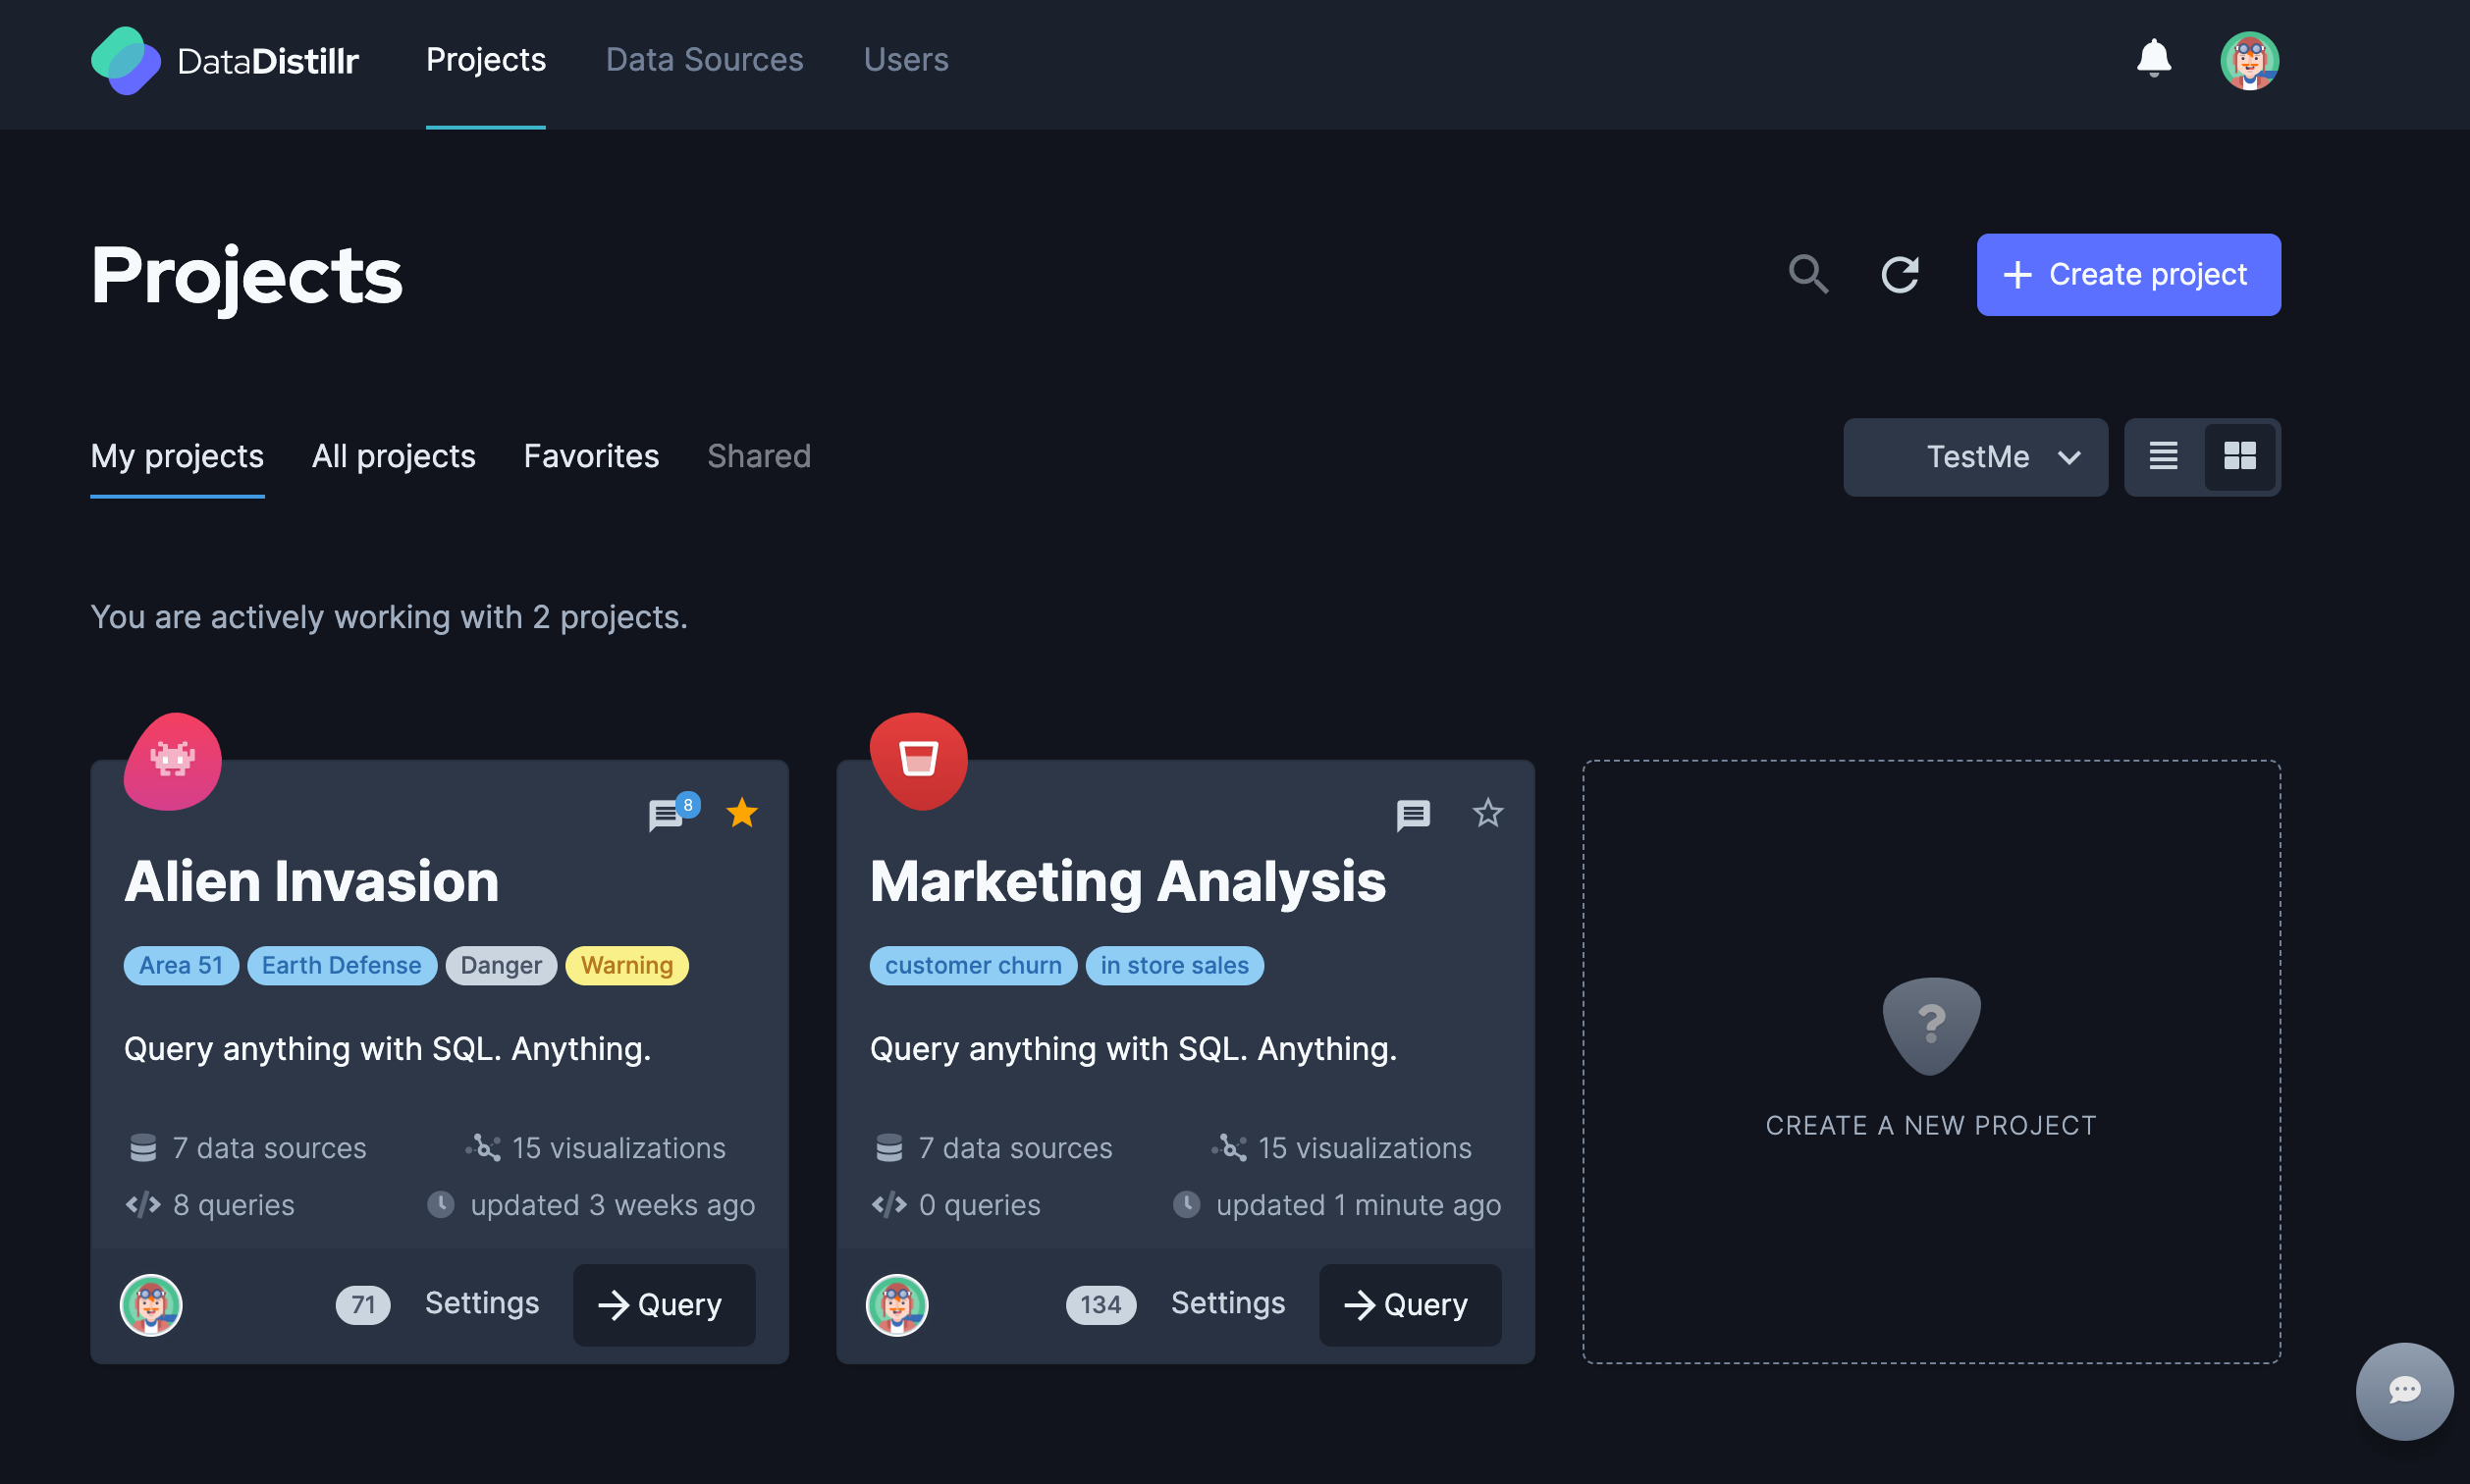 DataDistillr Projects Data Sources Users
Projects
Create project
My projects All projects Favorites Shared
TestMe
You are actively working with 2 projects.
8
Alien Invasion
Area 51 Earth Defense Danger Warning
Query anything with SQL. Anything.
7 data sources 15 visualizations
8 queries updated 3 weeks ago
71 Settings Query
Marketing Analysis
customer churn in store sales
Query anything with SQL. Anything.
7 data sources 15 visualizations
0 queries updated 1 minute ago
134 Settings Query
?
CREATE A NEW PROJECT